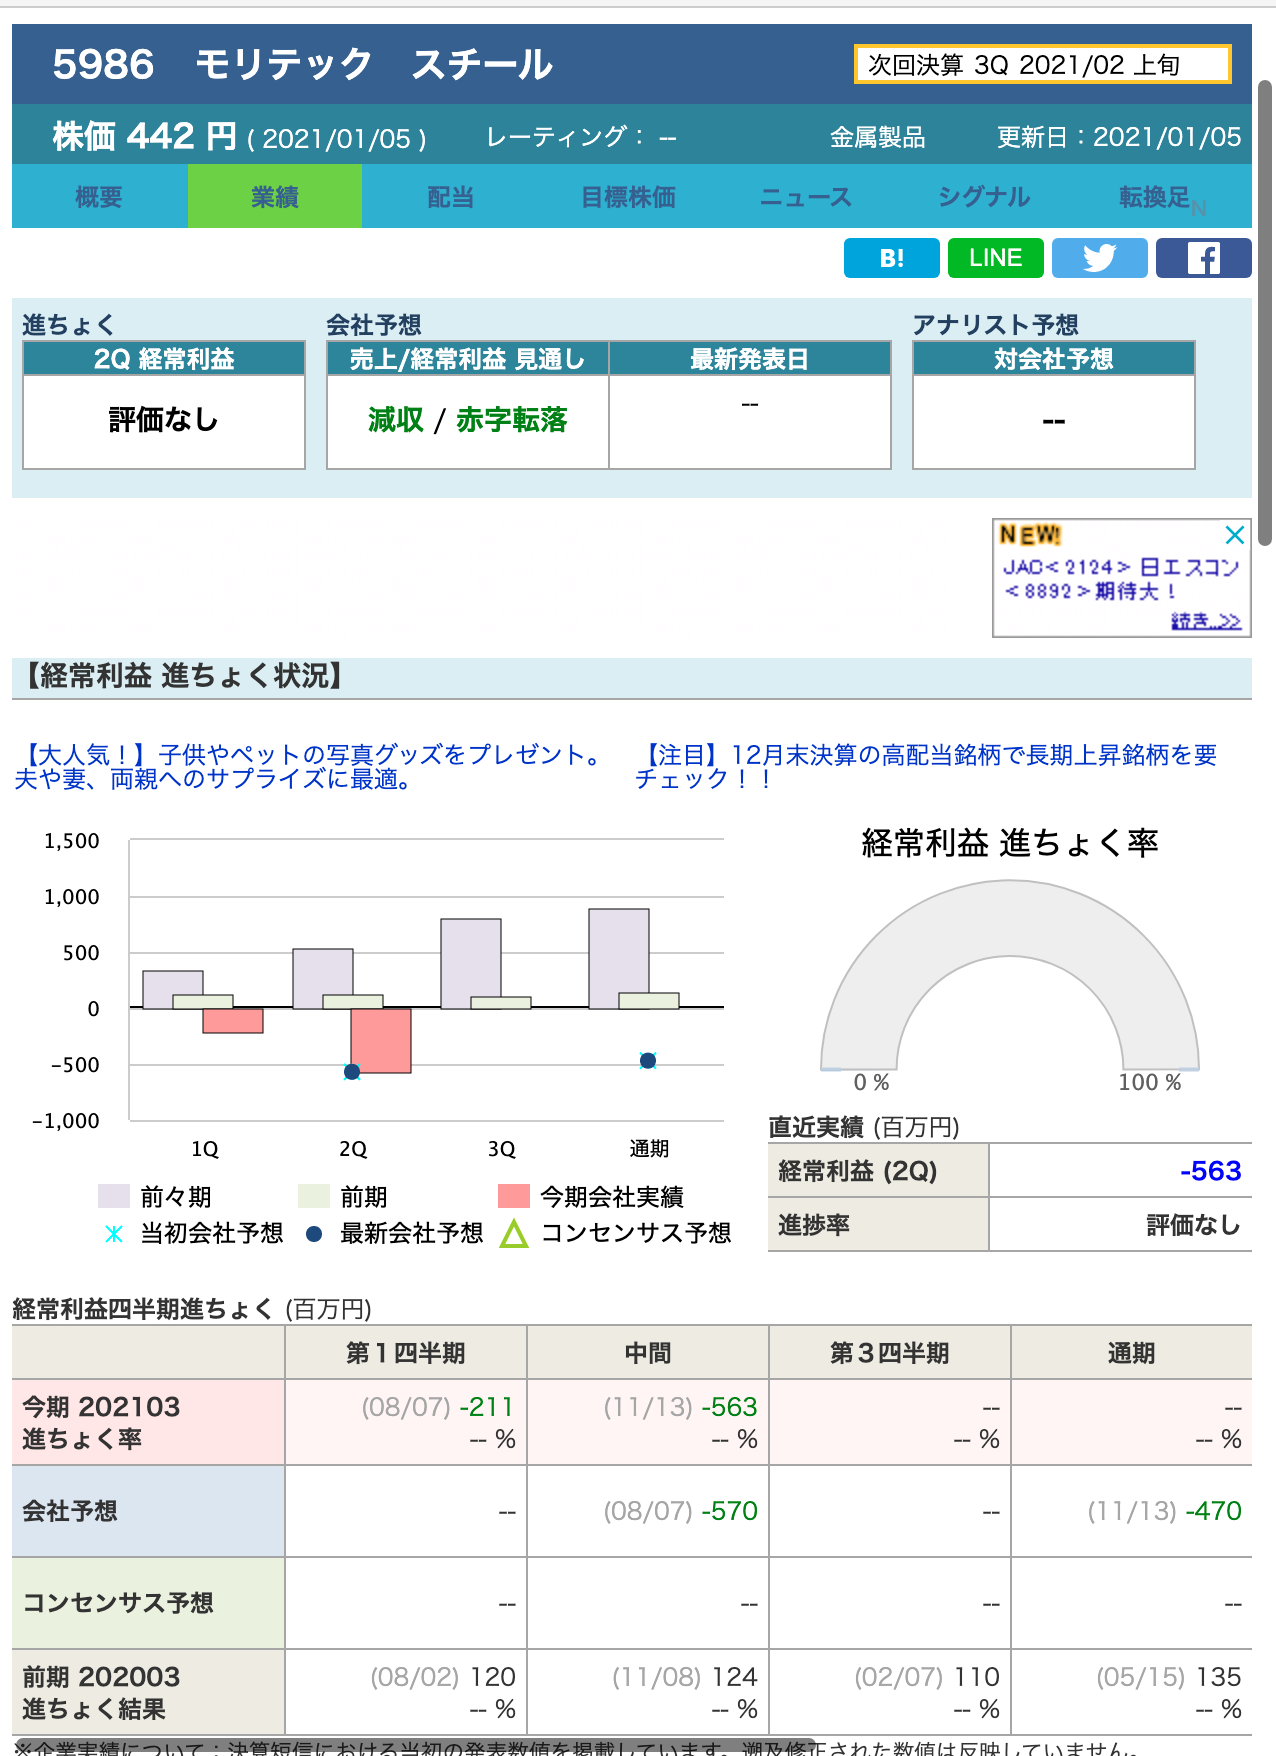 5986　モリテック　スチール
次回決算 3Q 2021/02 上旬
株価 442 円 ( 2021/01/05 )
レーティング： --
金属製品
更新日：2021/01/05
概要
業績
配当
目標株価
ニュース
シグナル
転換足
N
B!
LINE
進ちょく
会社予想
アナリスト予想
2Q 経常利益
売上/経常利益 見通し
最新発表日
対会社予想
評価なし
減収 / 赤字転落
--
--
NEW!
JAC<2124> 日エスコン
<8892>期待大！
続き..>>
【経常利益 進ちょく状況】
【大人気！】子供やペットの写真グッズをプレゼント。
夫や妻、両親へのサプライズに最適。
【注目】12月末決算の高配当銘柄で長期上昇銘柄を要
チェック！！
1,500
1,000
500
0
-500
-1,000
1Q
2Q
3Q
通期
前々期
前期
今期会社実績
当初会社予想
最新会社予想
コンセンサス予想
経常利益 進ちょく率
0 %
100 %
直近実績 (百万円)
経常利益 (2Q) -563
進捗率 評価なし
経常利益四半期進ちょく (百万円)
第１四半期 中間 第３四半期 通期
今期 202103 (08/07) -211 (11/13) -563 -- --
進ちょく率 -- % -- % -- % -- %
会社予想 -- (08/07) -570 -- (11/13) -470
コンセンサス予想 -- -- -- --
前期 202003 (08/02) 120 (11/08) 124 (02/07) 110 (05/15) 135
進ちょく結果 -- % -- % -- % -- %
※企業実績について：決算短信における当初の発表数値を掲載しています。遡及修正された数値は反映していません。